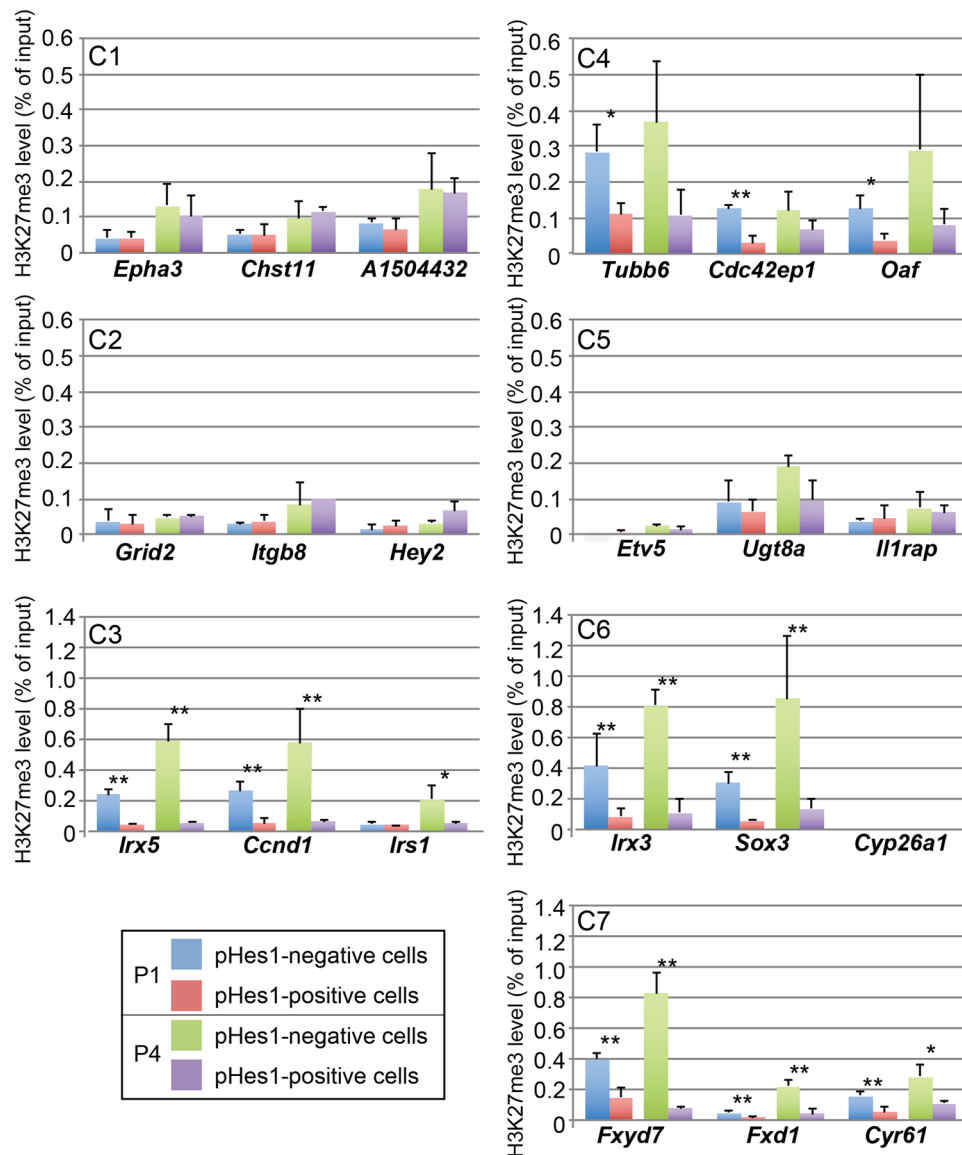 H3K27me3 level (% of input)
C1
0.6
0.5
0.4
0.3
0.2
0.1
0
Epha3 Chst11 A1504432
H3K27me3 level (% of input)
C4
0.6
0.5
0.4
0.3
0.2
0.1
0
* ** *
Tubb6 Cdc42ep1 Oaf
H3K27me3 level (% of input)
C2
0.6
0.5
0.4
0.3
0.2
0.1
0
Grid2 Itgb8 Hey2
H3K27me3 level (% of input)
C5
0.6
0.5
0.4
0.3
0.2
0.1
0
Etv5 Ugt8a Il1rap
H3K27me3 level (% of input)
C3
1.4
1.2
1.0
0.8
0.6
0.4
0.2
0
** ** ** ** *
Irx5 Ccnd1 Irs1
H3K27me3 level (% of input)
C6
1.4
1.2
1.0
0.8
0.6
0.4
0.2
0
** ** ** **
Irx3 Sox3 Cyp26a1
P1
pHes1-negative cells
pHes1-positive cells
P4
pHes1-negative cells
pHes1-positive cells
H3K27me3 level (% of input)
C7
1.4
1.2
1.0
0.8
0.6
0.4
0.2
0
** ** ** ** ** *
Fxyd7 Fxd1 Cyr61